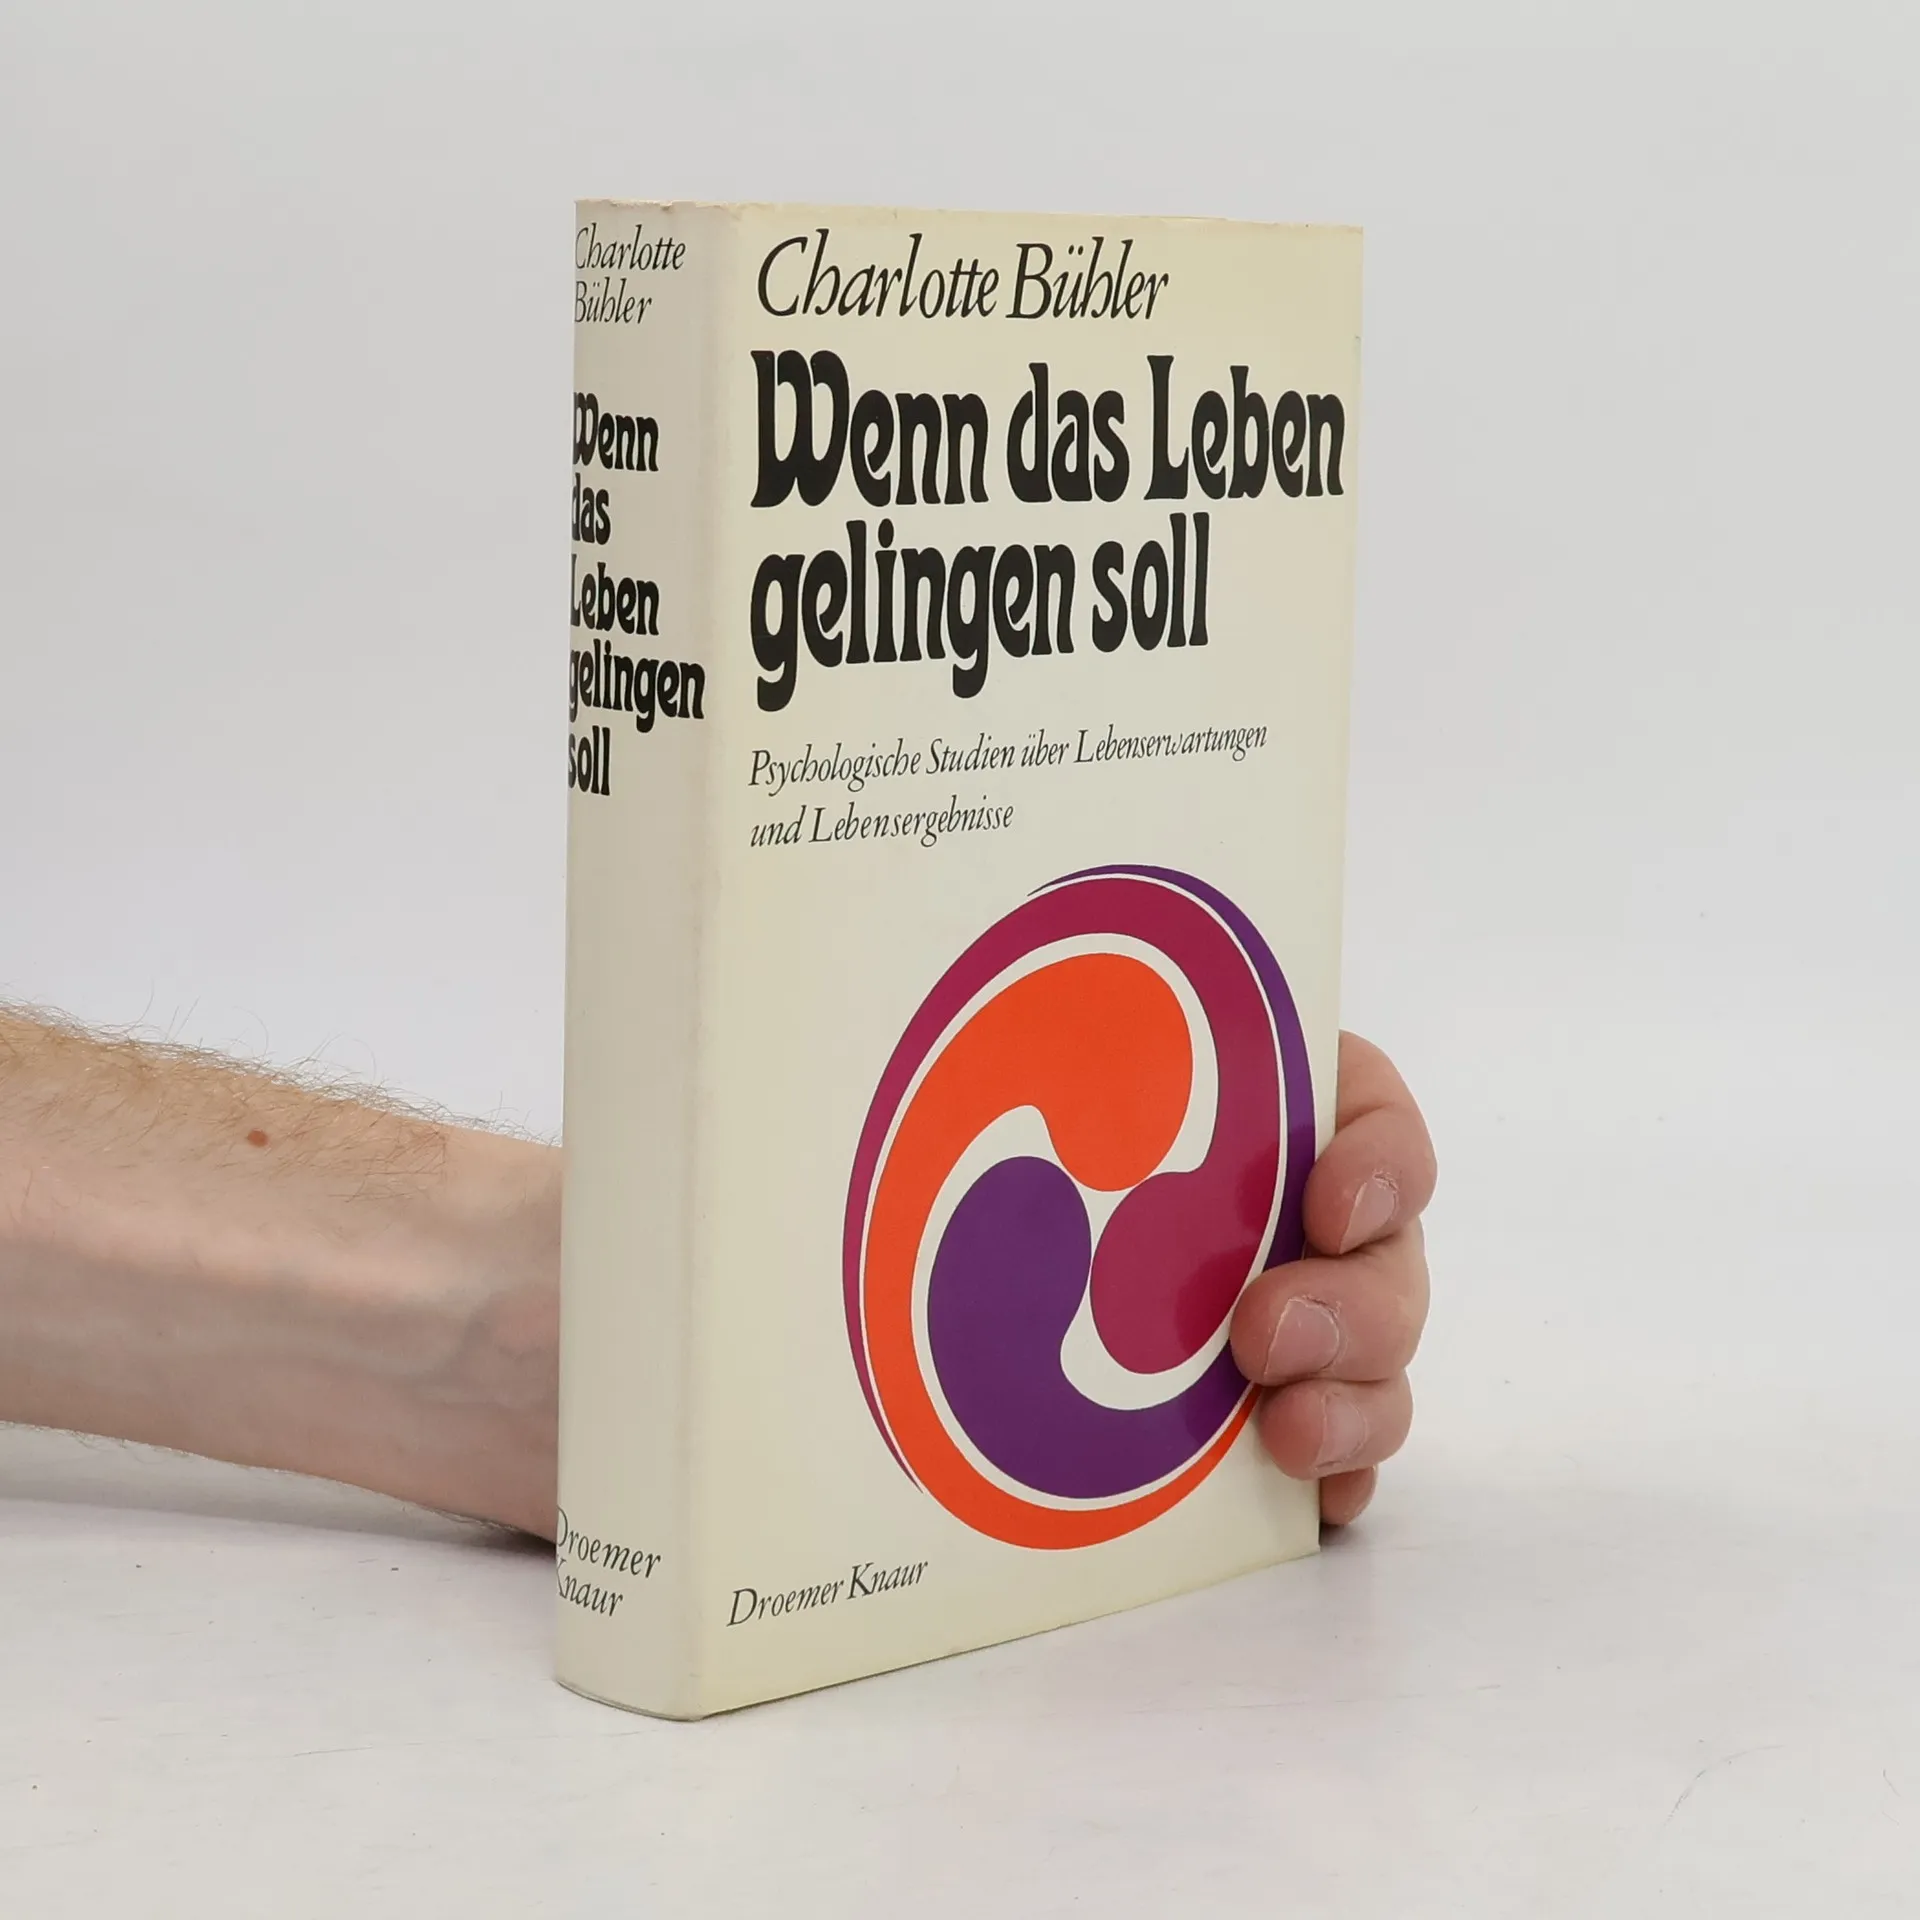 Charlotte
Bühler
Wenn
das
Leben
gelingen
soll
Droemer
Knaur
Charlotte Bühler
Wenn das Leben
gelingen soll
Psychologische Studien über Lebenserwartungen
und Lebensergebnisse
Droemer Knaur